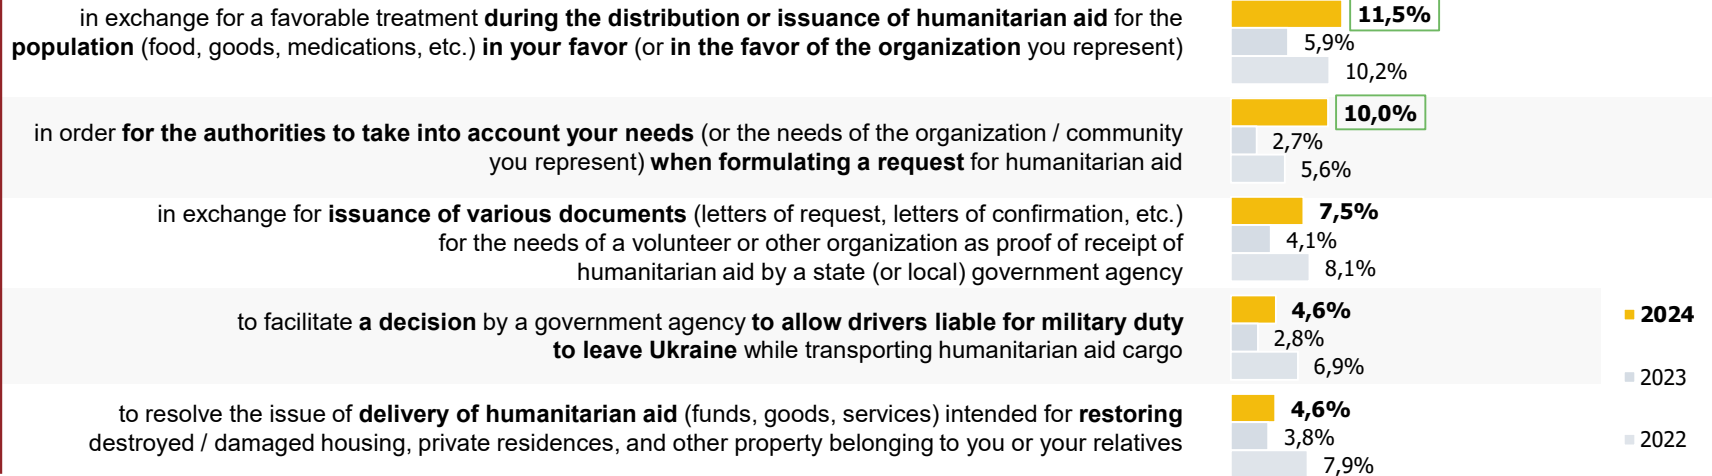 in exchange for a favorable treatment during the distribution or issuance of humanitarian aid for the
population (food, goods, medications, etc.) in your favor (or in the favor of the organization you represent)
11,5%
5,9%
10,2%
in order for the authorities to take into account your needs (or the needs of the organization / community
you represent) when formulating a request for humanitarian aid
10,0%
2,7%
5,6%
in exchange for issuance of various documents (letters of request, letters of confirmation, etc.)
for the needs of a volunteer or other organization as proof of receipt of
humanitarian aid by a state (or local) government agency
7,5%
4,1%
8,1%
to facilitate a decision by a government agency to allow drivers liable for military duty
to leave Ukraine while transporting humanitarian aid cargo
4,6%
2,8%
6,9%
to resolve the issue of delivery of humanitarian aid (funds, goods, services) intended for restoring
destroyed / damaged housing, private residences, and other property belonging to you or your relatives
4,6%
3,8%
7,9%
2024
2023
2022